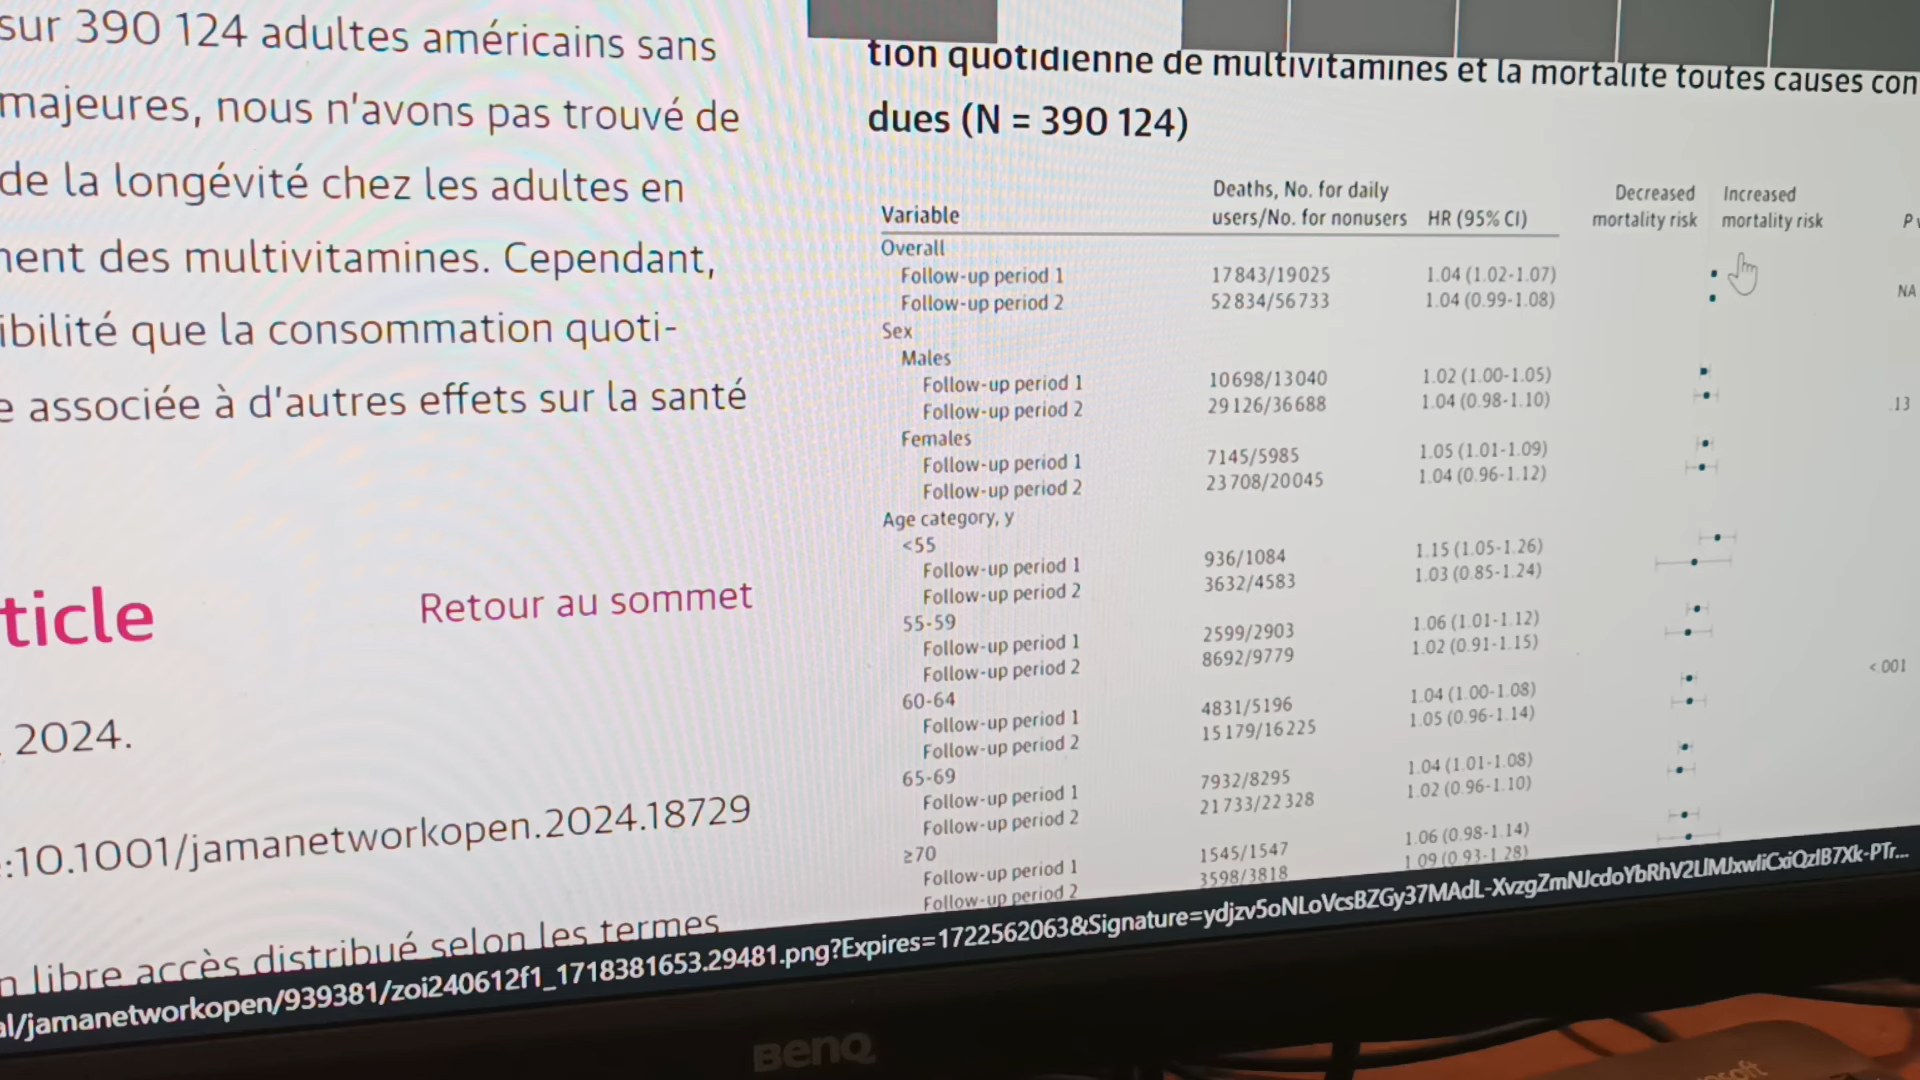 sur 390 124 adultes américains sans
majeures, nous n'avons pas trouvé de
de la longévité chez les adultes en
ment des multivitamines. Cependant,
ibilité que la consommation quoti-
e associée à d'autres effets sur la santé
ticle
Retour au sommet
2024.
:10.1001/jamanetworkopen.2024.18729
n libre accès distribué selon les termes
tion quotidienne de multivitamines et la mortalité toutes causes con
dues (N = 390 124)
Variable Deaths, No. for daily users/No. for nonusers HR (95% CI) Decreased mortality risk Increased mortality risk P
Overall
Follow-up period 1 17843/19025 1.04 (1.02-1.07)
Follow-up period 2 52834/56733 1.04 (0.99-1.08) NA
Sex
Males
Follow-up period 1 10698/13040 1.02 (1.00-1.05)
Follow-up period 2 29126/36688 1.04 (0.98-1.10) .13
Females
Follow-up period 1 7145/5985 1.05 (1.01-1.09)
Follow-up period 2 23708/20045 1.04 (0.96-1.12)
Age category, y
<55
Follow-up period 1 936/1084 1.15 (1.05-1.26)
Follow-up period 2 3632/4583 1.03 (0.85-1.24)
55-59
Follow-up period 1 2599/2903 1.06 (1.01-1.12)
Follow-up period 2 8692/9779 1.02 (0.91-1.15)
<.001
60-64
Follow-up period 1 4831/5196 1.04 (1.00-1.08)
Follow-up period 2 15179/16225 1.05 (0.96-1.14)
65-69
Follow-up period 1 7932/8295 1.04 (1.01-1.08)
Follow-up period 2 21733/22328 1.02 (0.96-1.10)
≥70
Follow-up period 1 1545/1547 1.06 (0.98-1.14)
Follow-up period 2 3598/3818 1.09 (0.93-1.28)
al/jamanetworkopen/939381/zoi240612f1_1718381653.29481.png?Expires=1722562063&Signature=
BenQ